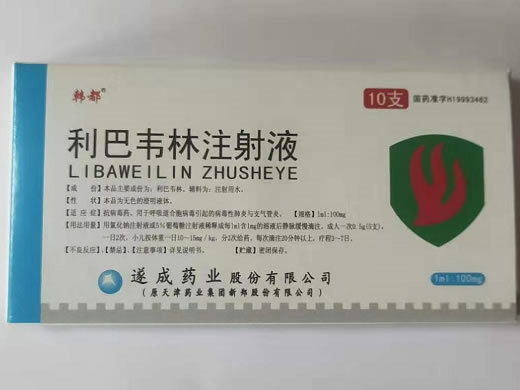 韩都®
10支
国药准字H19993462
利巴韦林注射液
LIBAWEILIN ZHUSHEYE
【成 份】本品主要成份为:利巴韦林。辅料为:注射用水。
【性 状】本品为无色的澄明液体。
【适 应 症】抗病毒药。用于呼吸道合胞病毒引起的病毒性肺炎与支气管炎。【规格】1ml:100mg
【用法用量】用氯化钠注射液或5%葡萄糖注射液稀释成每1ml含1mg的溶液后静脉缓慢滴注。成人一次0.5g(5支),
一日2次,小儿按体重一日10~15mg/kg,分2次给药。每次滴注20分钟以上,疗程3~7日。
【不良反应】、【禁忌】、【注意事项】详见说明书。 【贮藏】密闭保存。
遂成药业股份有限公司
(原天津药业集团新郑股份有限公司)
1ml:100mg